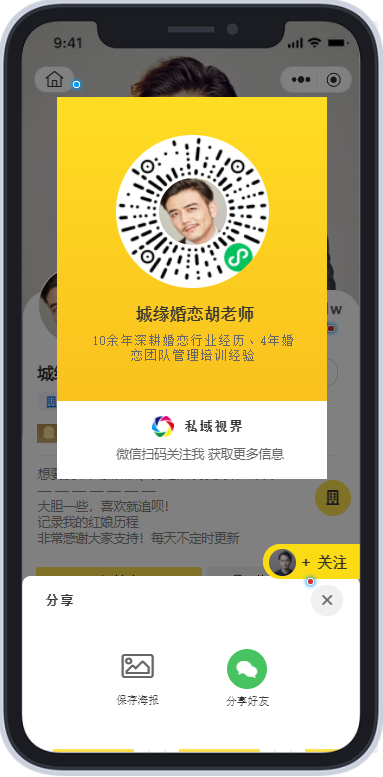 9:41
城缘婚恋胡老师
10余年深耕婚恋行业经历、4年婚
恋团队管理培训经验
私域视界
微信扫码关注我 获取更多信息
大胆一些，喜欢就追呗！
记录我的红娘历程
非常感谢大家支持！每天不定时更新
+ 关注
分享
保存海报
分享好友